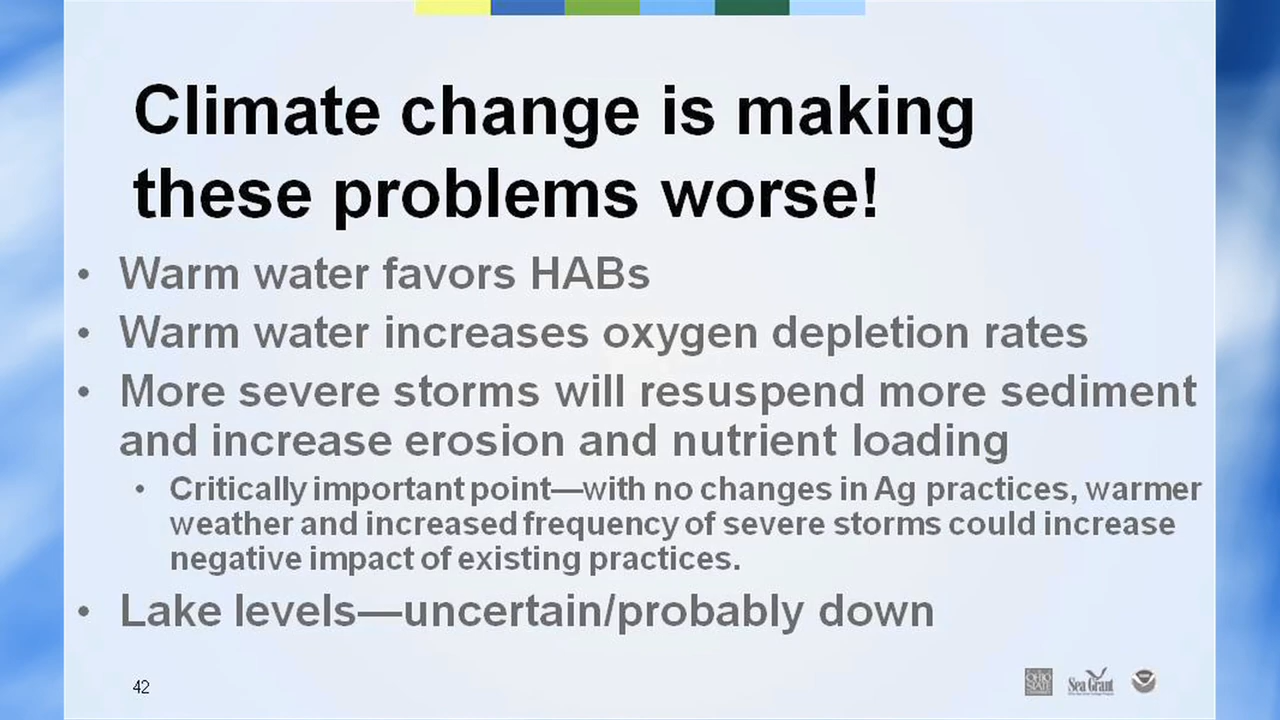 Climate change is making
these problems worse!
• Warm water favors HABs
• Warm water increases oxygen depletion rates
• More severe storms will resuspend more sediment
and increase erosion and nutrient loading
• Critically important point—with no changes in Ag practices, warmer
weather and increased frequency of severe storms could increase
negative impact of existing practices.
• Lake levels—uncertain/probably down
42
OHIO
STATE
Sea Grant